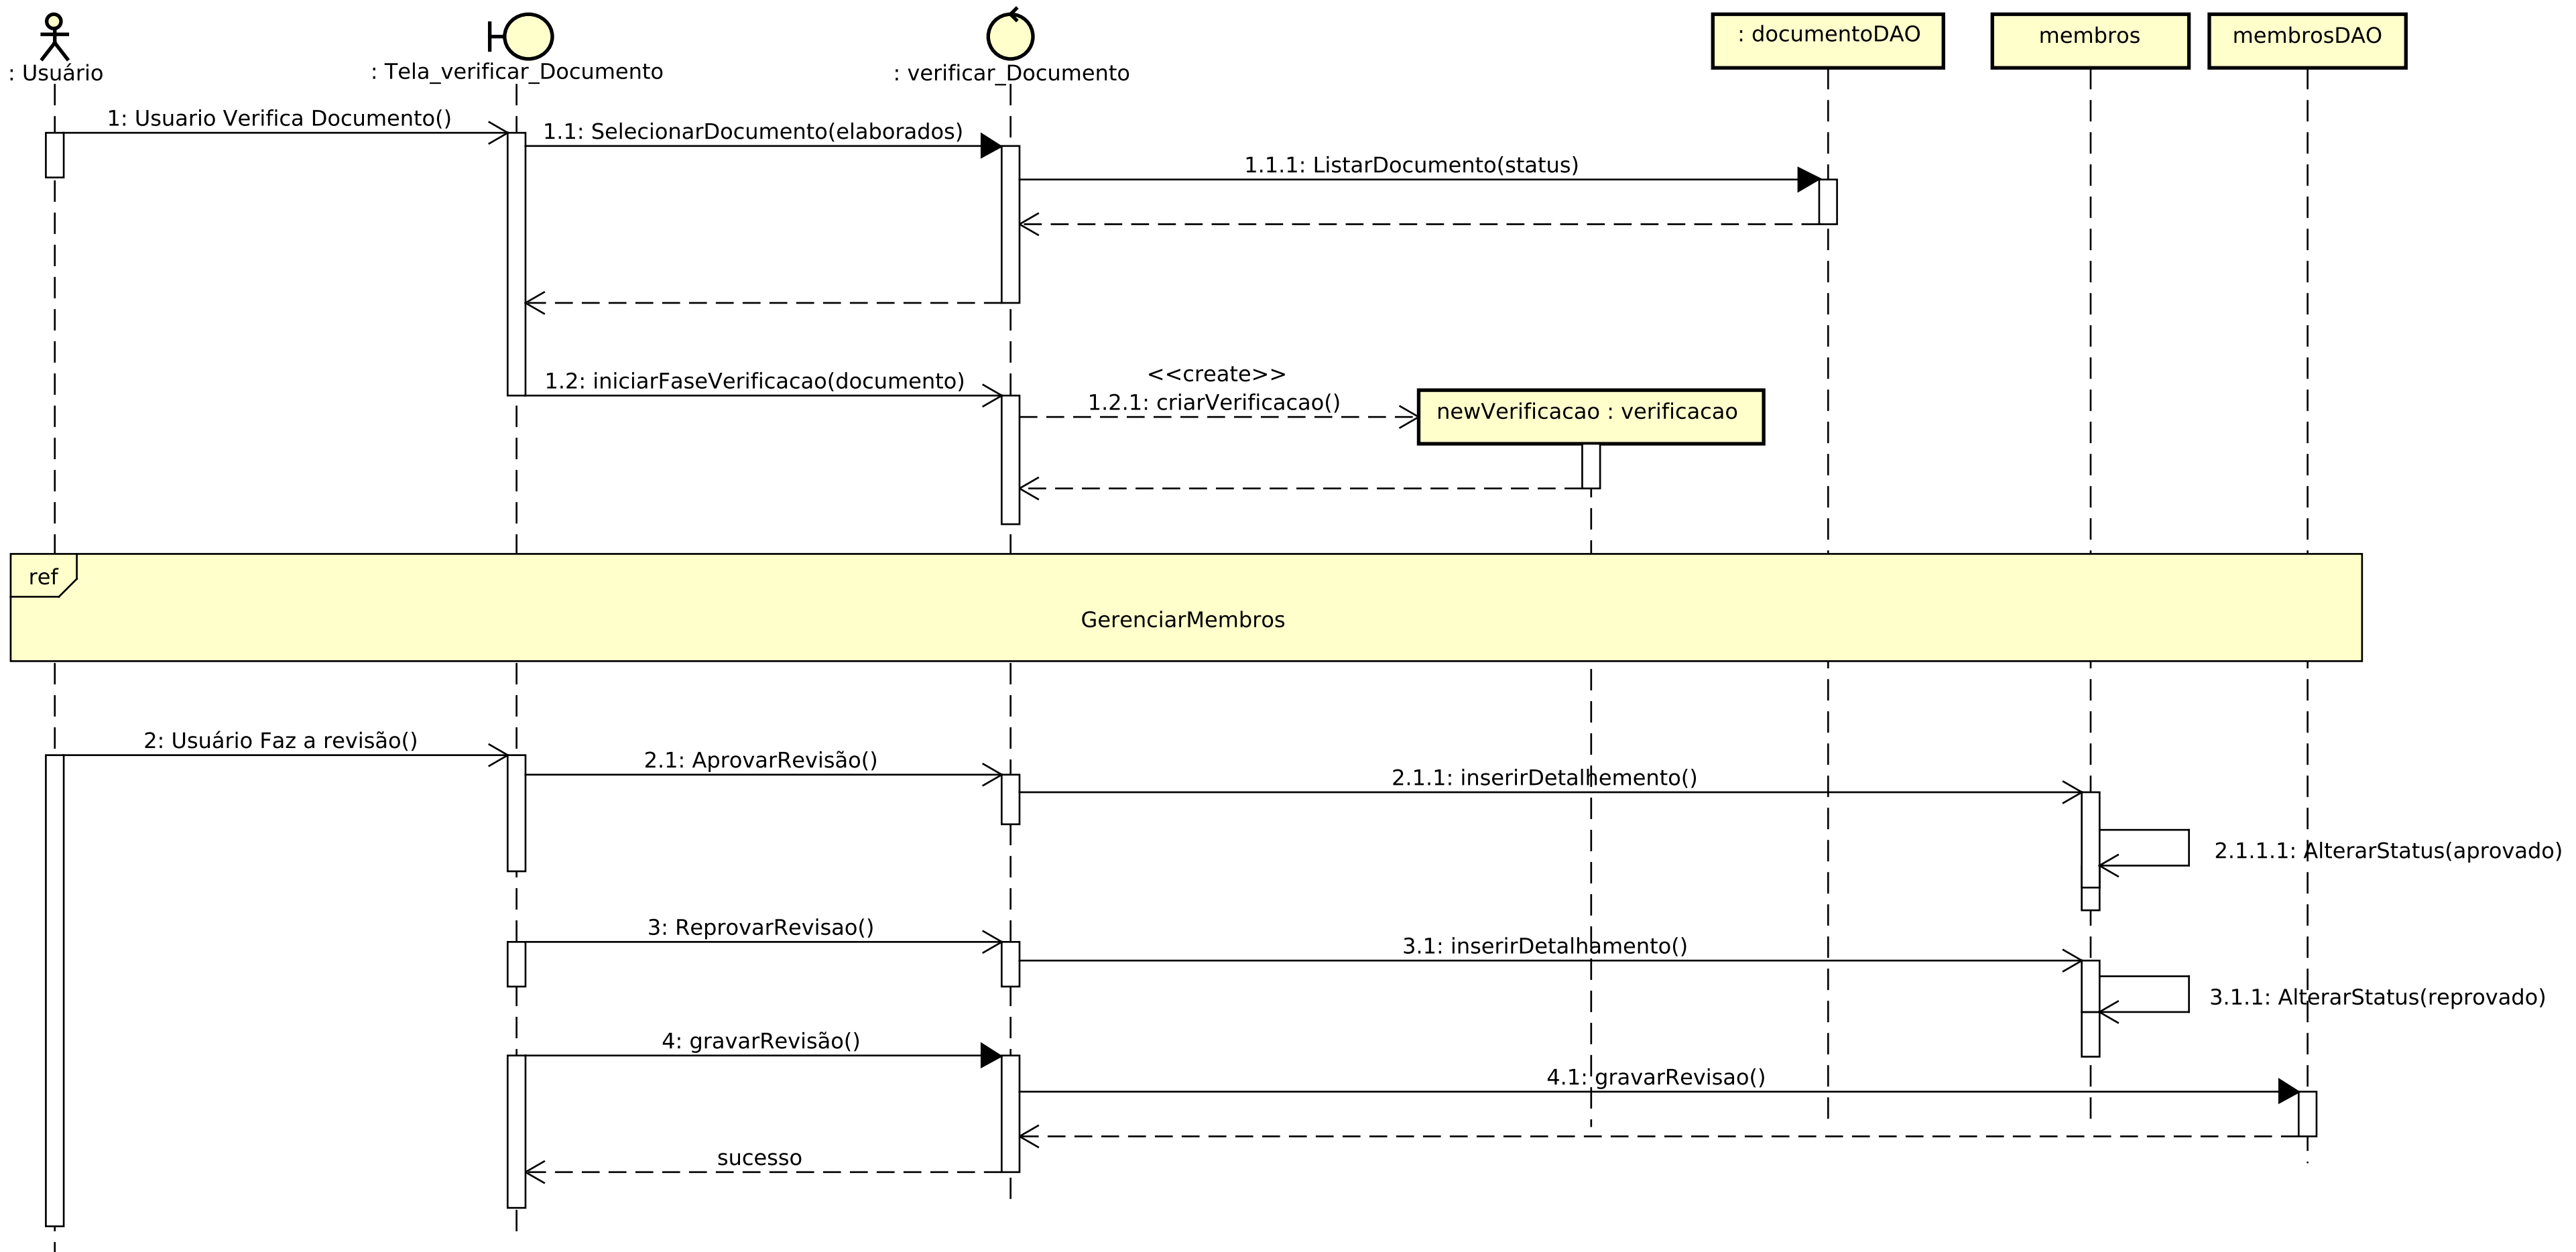 : Usuário
: Tela_verificar_Documento
: verificar_Documento
: documentoDAO
membros
membrosDAO
1: Usuario Verifica Documento()
1.1: SelecionarDocumento(elaborados)
1.1.1: ListarDocumento(status)
1.2: iniciarFaseVerificacao(documento)
<<create>>
1.2.1: criarVerificacao()
newVerificacao : verificacao
ref
GerenciarMembros
2: Usuário Faz a revisão()
2.1: AprovarRevisão()
2.1.1: inserirDetalhemento()
2.1.1.1: AlterarStatus(aprovado)
3: ReprovarRevisao()
3.1: inserirDetalhamento()
3.1.1: AlterarStatus(reprovado)
4: gravarRevisão()
4.1: gravarRevisao()
sucesso